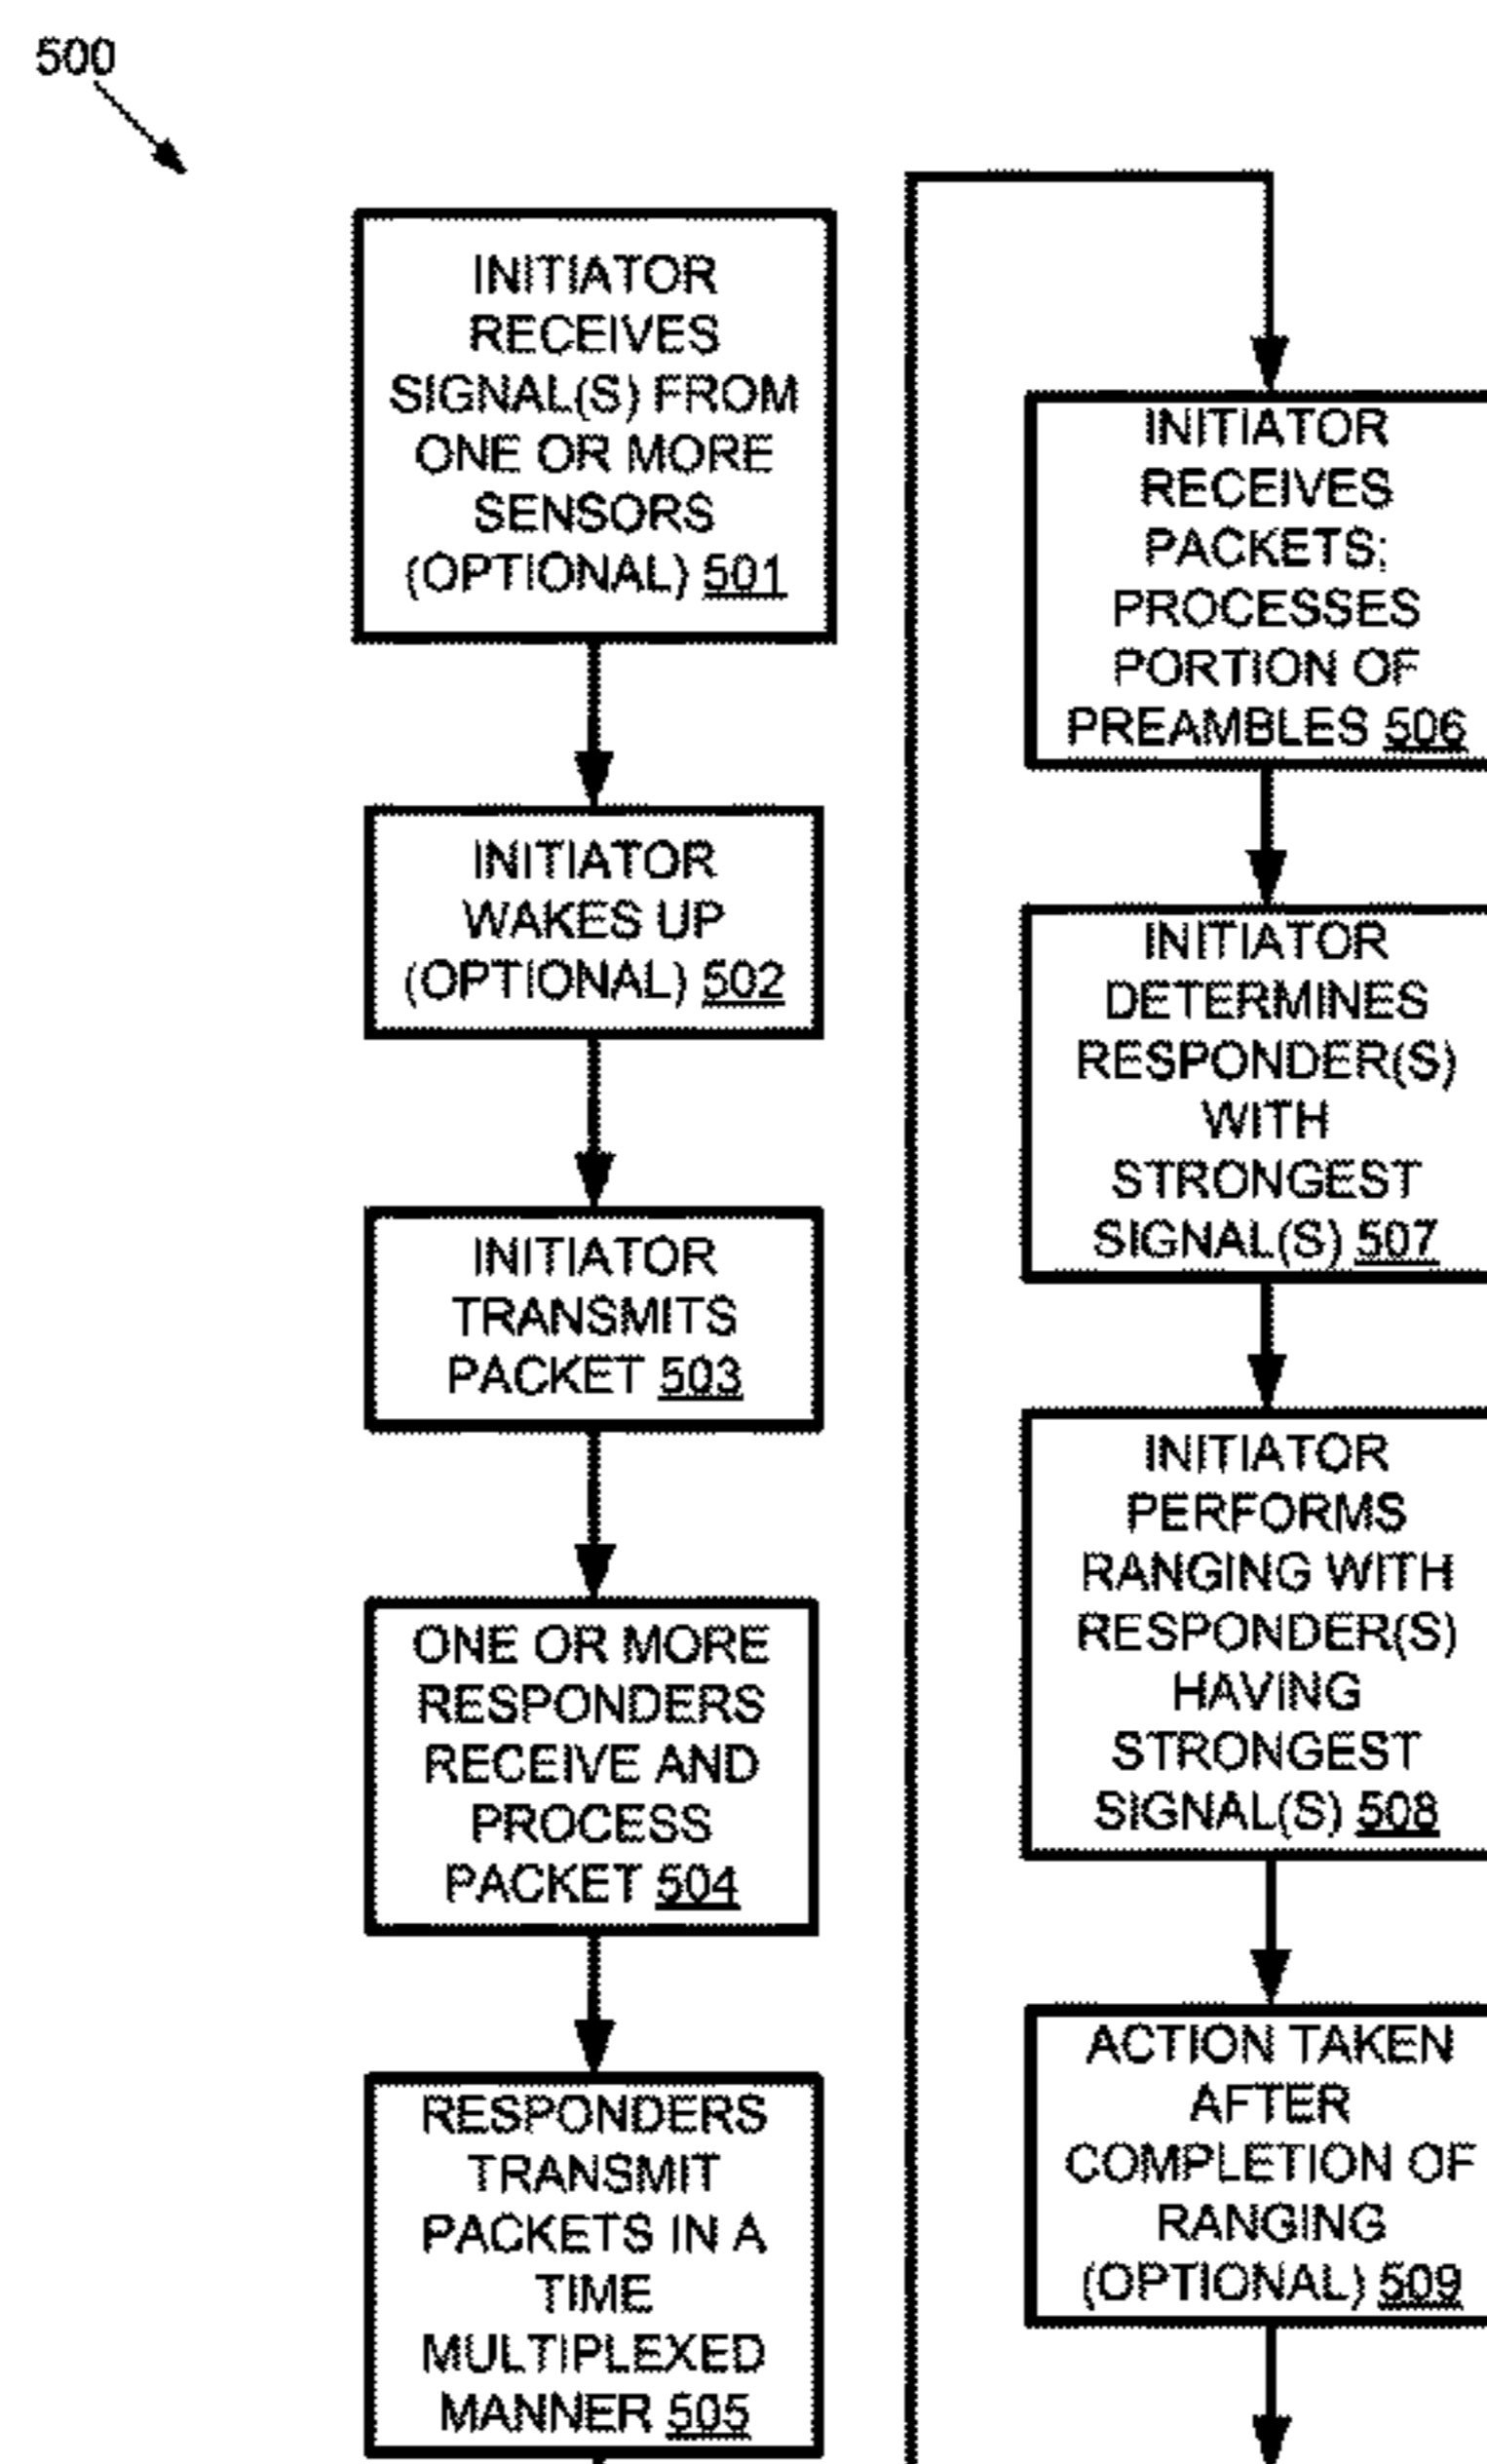 500
INITIATOR
RECEIVES
SIGNAL(S) FROM
ONE OR MORE
SENSORS
(OPTIONAL) 501
INITIATOR
WAKES UP
(OPTIONAL) 502
INITIATOR
TRANSMITS
PACKET 503
ONE OR MORE
RESPONDERS
RECEIVE AND
PROCESS
PACKET 504
RESPONDERS
TRANSMIT
PACKETS IN A
TIME
MULTIPLEXED
MANNER 505
INITIATOR
RECEIVES
PACKETS;
PROCESSES
PORTION OF
PREAMBLES 506
INITIATOR
DETERMINES
RESPONDER(S)
WITH
STRONGEST
SIGNAL(S) 507
INITIATOR
PERFORMS
RANGING WITH
RESPONDER(S)
HAVING
STRONGEST
SIGNAL(S) 508
ACTION TAKEN
AFTER
COMPLETION OF
RANGING
(OPTIONAL) 509